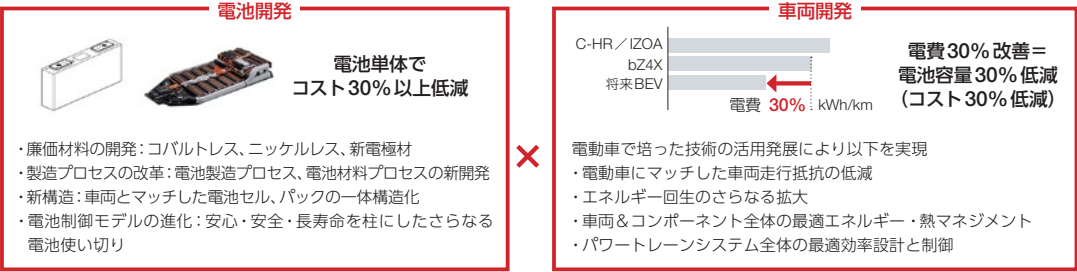 電池開発
電池単体で
コスト30%以上低減
・廉価材料の開発：コバルトレス、ニッケルレス、新電極材
・製造プロセスの改革：電池製造プロセス、電池材料プロセスの新開発
・新構造：車両とマッチした電池セル、パックの一体構造化
・電池制御モデルの進化：安心・安全・長寿命を柱にしたさらなる
電池使い切り
×
車両開発
C-HR／IZOA
bZ4X
将来BEV
電費 30% kWh/km
電費30%改善＝
電池容量30%低減
（コスト30%低減）
電動車で培った技術の活用発展により以下を実現
・電動車にマッチした車両走行抵抗の低減
・エネルギー回生のさらなる拡大
・車両＆コンポーネント全体の最適エネルギー・熱マネジメント
・パワートレーンシステム全体の最適効率設計と制御